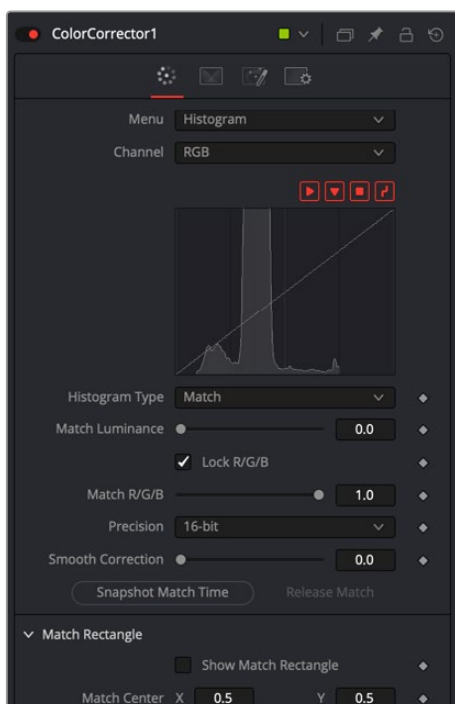 ColorCorrector1
Menu Histogram
Channel RGB
Histogram Type Match
Match Luminance 0.0
Lock R/G/B
Match R/G/B 1.0
Precision 16-bit
Smooth Correction 0.0
Snapshot Match Time Release Match
Match Rectangle
Show Match Rectangle
Match Center X 0.5 Y 0.5